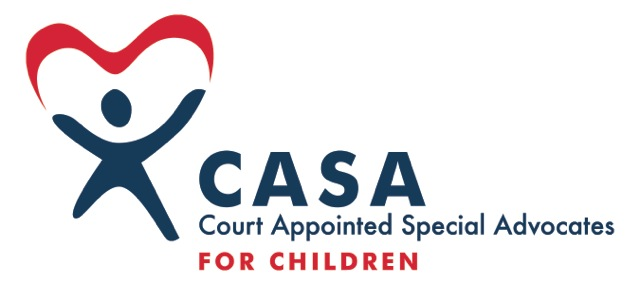 CASA
Court Appointed Special Advocates
FOR CHILDREN